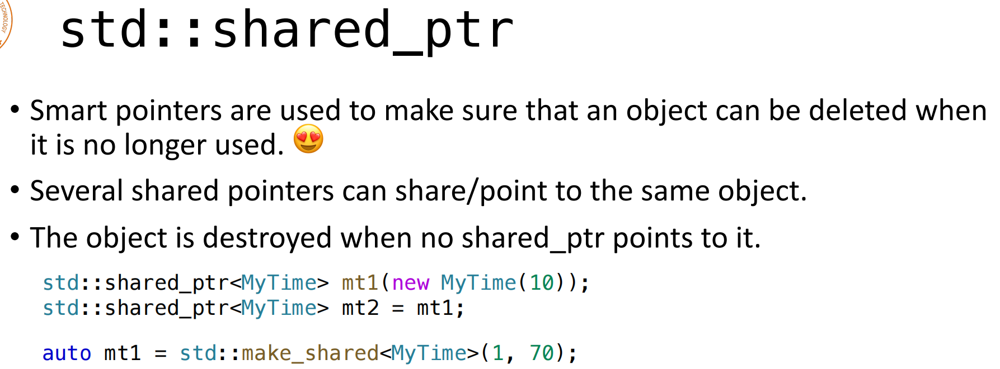 TECHNOLOGY
std::shared_ptr
• Smart pointers are used to make sure that an object can be deleted when
it is no longer used. 😍
• Several shared pointers can share/point to the same object.
• The object is destroyed when no shared_ptr points to it.
std::shared_ptr<MyTime> mt1(new MyTime(10));
std::shared_ptr<MyTime> mt2 = mt1;
auto mt1 = std::make_shared<MyTime>(1, 70);